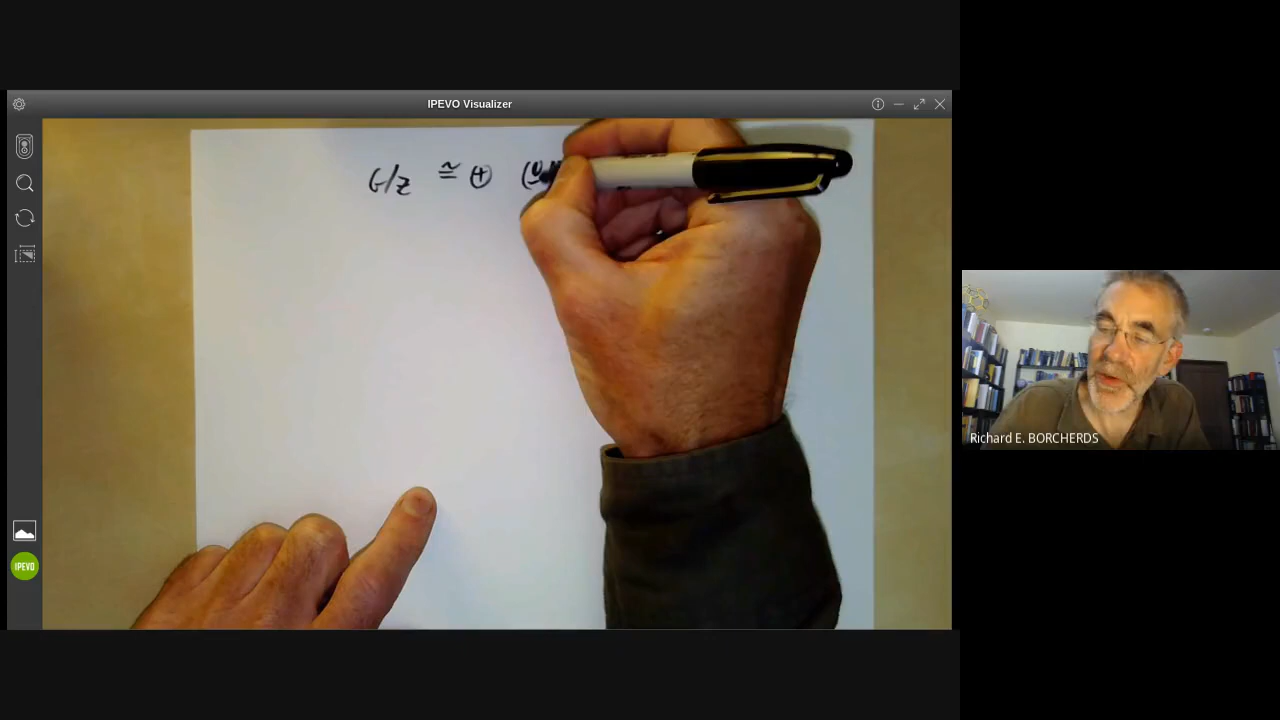 IPEVO Visualizer
G/z ≅ ⊕ (
IPEVO
Richard E. BORCHERDS